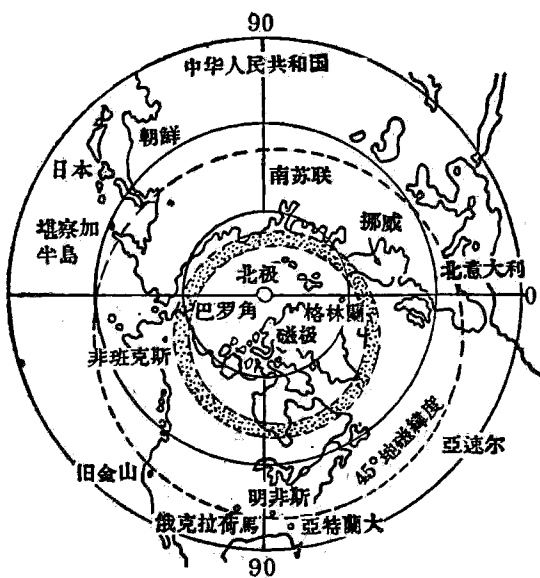 90
中华人民共和国
朝鮮
日本
南苏联
堪察加
半島
挪威
北极
北意大利
0
巴罗角
格林蘭
磁极
非班克斯
45°地磁緯度
亞速尔
旧金山
明非斯
俄克拉荷馬
亞特蘭大
90